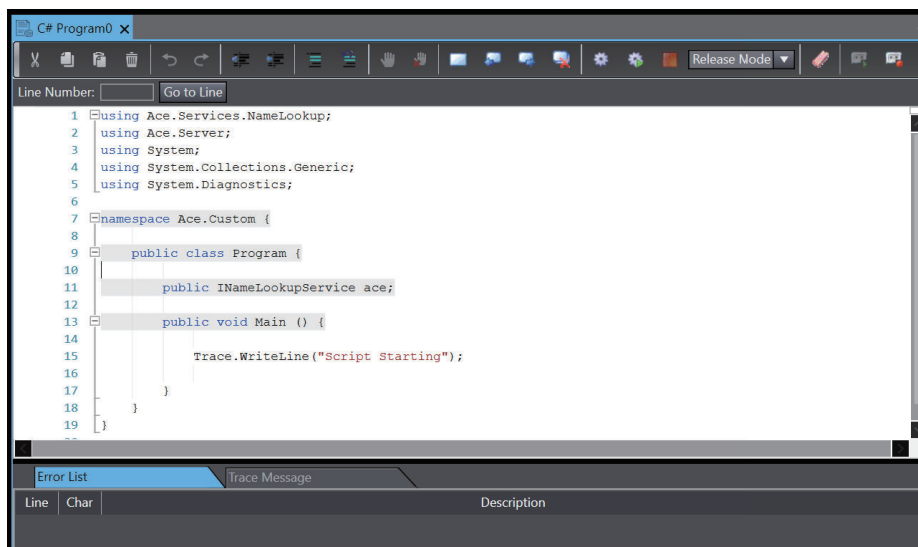 C# Program0 ×
Release Node
Line Number: Go to Line
1 using Ace.Services.NameLookup;
2 using Ace.Server;
3 using System;
4 using System.Collections.Generic;
5 using System.Diagnostics;
6
7 namespace Ace.Custom {
8
9 public class Program {
10
11 public INameLookupService ace;
12
13 public void Main () {
14
15 Trace.WriteLine("Script Starting");
16
17 }
18 }
19 }
Error List Trace Message
Line Char Description